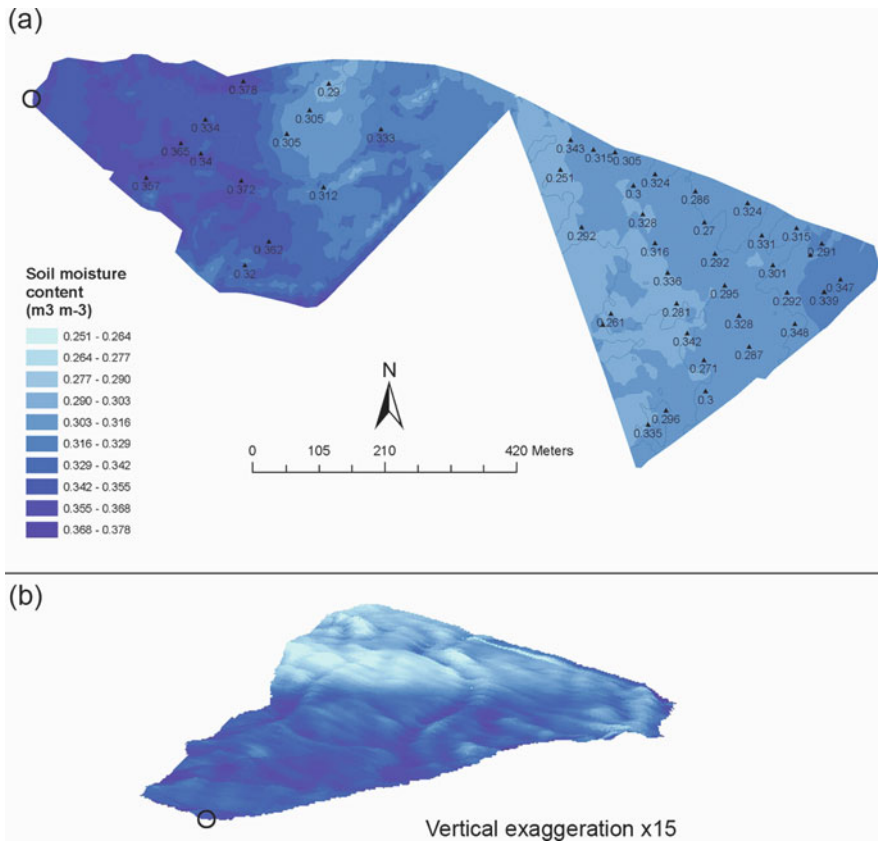 (a)
0.378
0.29
0.305
0.334
0.305
0.333
0.365
0.34
0.357
0.372
0.312
0.352
0.32
0.343
0.315
0.305
0.251
0.324
0.3
0.286
0.324
0.328
0.27
0.292
0.331
0.315
0.316
0.292
0.291
0.301
0.336
0.347
0.295
0.292
0.339
0.281
0.261
0.328
0.348
0.342
0.287
0.271
0.3
0.296
0.335
Soil moisture
content
(m3 m-3)
0.251 - 0.264
0.264 - 0.277
0.277 - 0.290
0.290 - 0.303
0.303 - 0.316
0.316 - 0.329
0.329 - 0.342
0.342 - 0.355
0.355 - 0.368
0.368 - 0.378
N
0 105 210 420 Meters
(b)
Vertical exaggeration x15